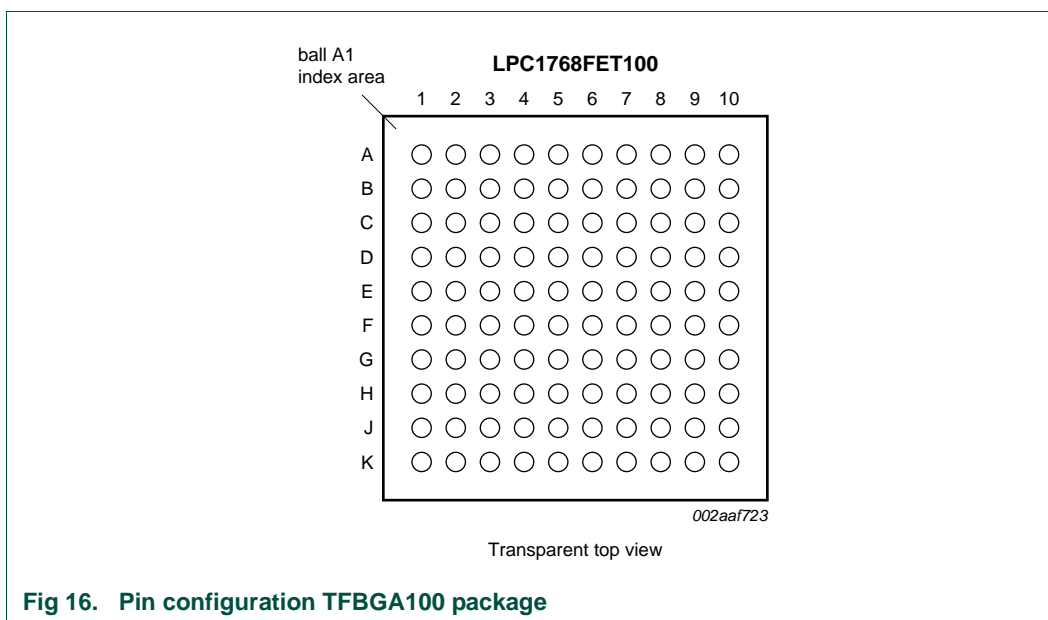 ball A1
index area
LPC1768FET100
1 2 3 4 5 6 7 8 9 10
A
B
C
D
E
F
G
H
J
K
002aaf723
Transparent top view
Fig 16. Pin configuration TFBGA100 package